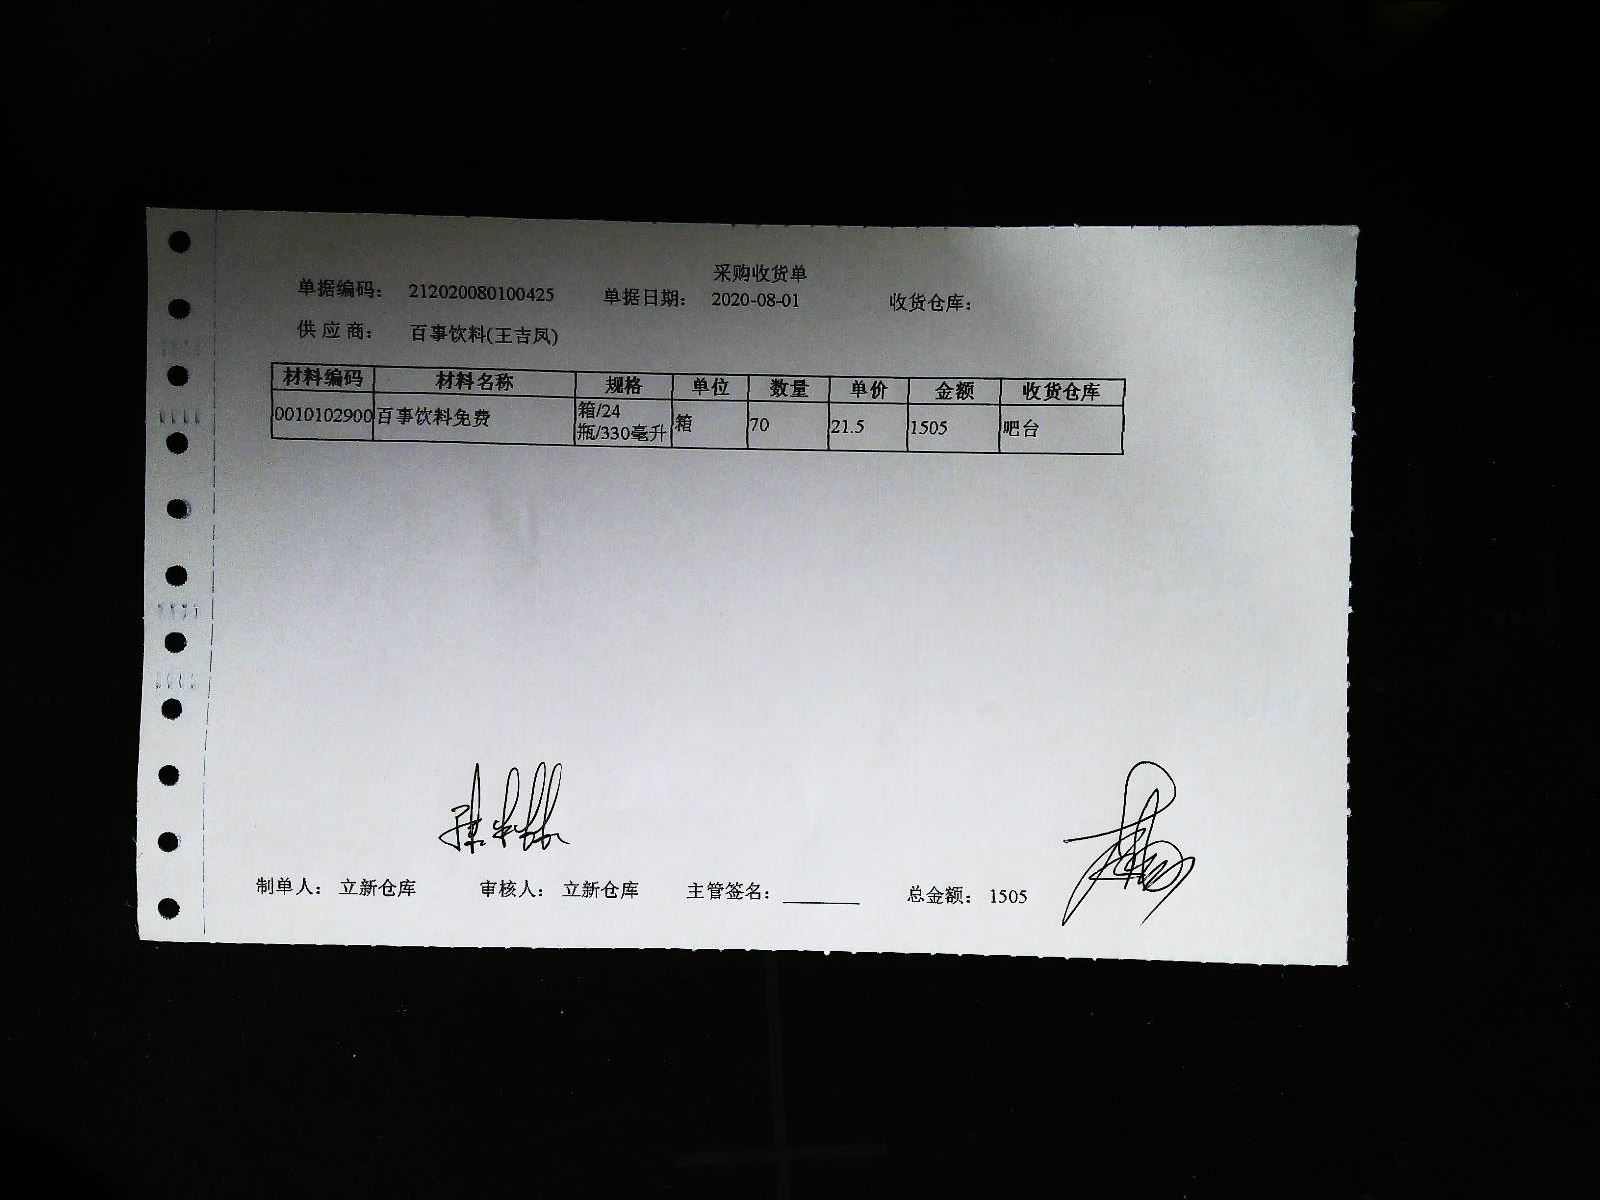 采购收货单
单据编码： 212020080100425 单据日期： 2020-08-01 收货仓库：
供 应 商： 百事饮料(王吉凤)
材料编码 材料名称 规格 单位 数量 单价 金额 收货仓库
0010102900 百事饮料免费 箱/24瓶/330毫升 箱 70 21.5 1505 吧台
制单人： 立新仓库 审核人： 立新仓库 主管签名： 总金额： 1505